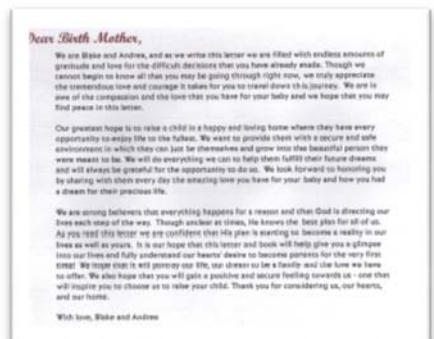 Dear Birth Mother,
We are Blake and Andrea, and as we write this letter we are filled with endless amounts of
gratitude and love for the difficult decisions that you have already made. Though we
cannot begin to know all that you may be going through right now, we truly appreciate
the tremendous love and courage it takes for you to travel down this journey. We are in
awe of the compassion and the love that you have for your baby and we hope that you may
find peace in this letter.
Our greatest hope is to raise a child in a happy and loving home where they have every
opportunity to enjoy life to the fullest. We want to provide them with a secure and safe
environment in which they can just be themselves and grow into the beautiful person they
were meant to be. We will do everything we can to help them fulfill their future dreams
and will always be grateful for the opportunity to do so. We look forward to honoring you
by sharing with them every day the amazing love you have for your baby and how you had
a dream for their precious life.
We are strong believers that everything happens for a reason and that God is directing our
lives each step of the way. Though unclear at times, He knows the best plan for all of us.
As you read this letter we are confident that His plan is starting to become a reality in our
lives as well as yours. It is our hope that this letter and book will help give you a glimpse
into our lives and fully understand our hearts' desire to become parents for the very first
time! We hope that it will portray our life, our dream to be a family and the love we have
to offer. We also hope that you will gain a positive and secure feeling towards us - one that
will inspire you to choose us to raise your child. Thank you for considering us, our hearts,
and our home.
With love, Blake and Andrea